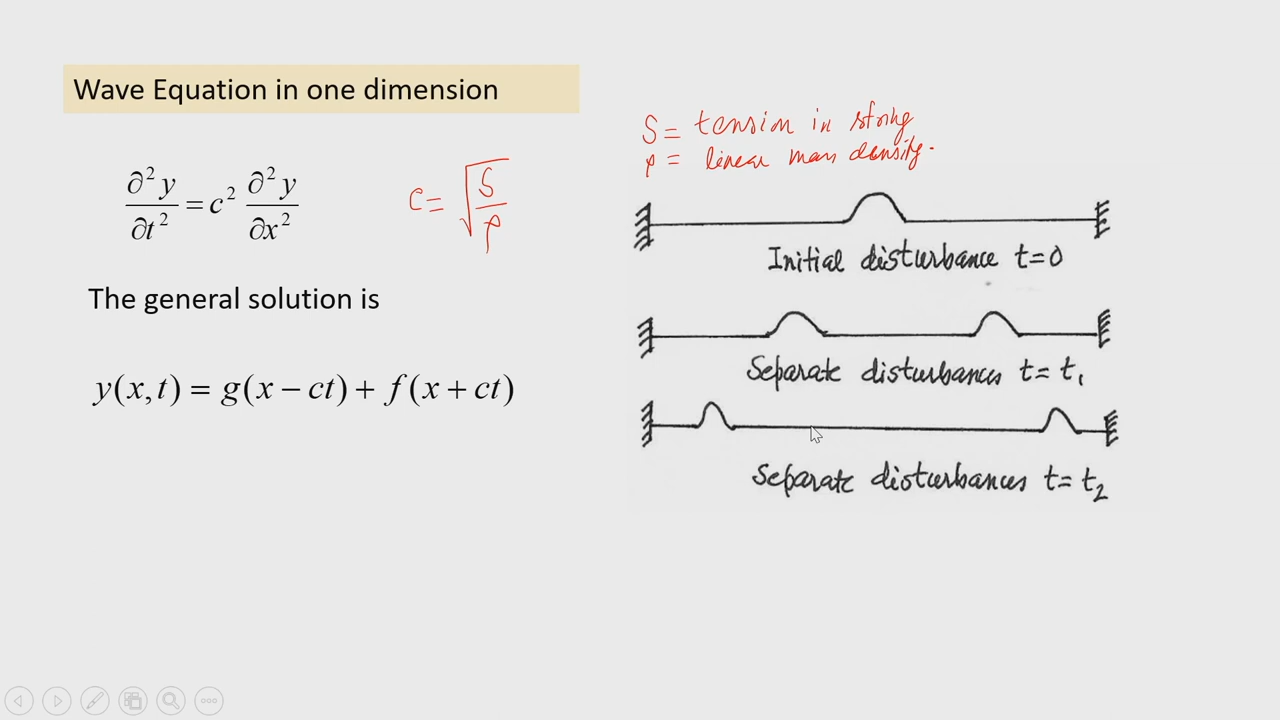 Wave Equation in one dimension
∂²y/∂t² = c² ∂²y/∂x²
c = √(S/ρ)
The general solution is
y(x,t) = g(x − ct) + f(x + ct)
S = tension in string
ρ = linear mass density.
Initial disturbance t=0
Separate disturbances t= t₁
Separate disturbances t= t₂